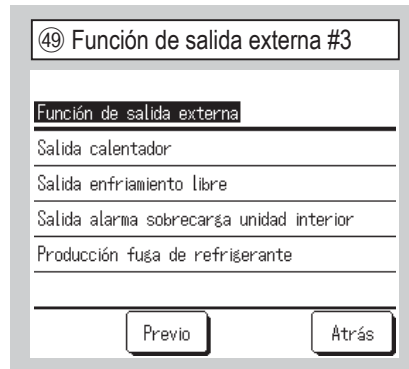 49 Función de salida externa #3
Función de salida externa
Salida calentador
Salida enfriamiento libre
Salida alarma sobrecarga unidad interior
Producción fuga de refrigerante
Previo
Atrás